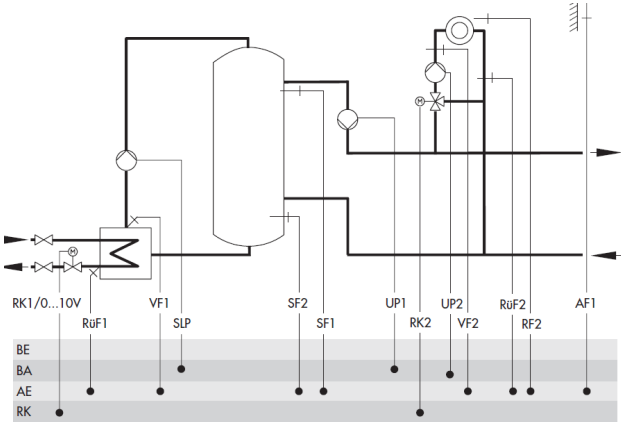 M
M
RK1/0...10V
VF1
SF2
UP1
UP2
RüF2
AF1
RüF1
SLP
SF1
RK2
VF2
RF2
BE
BA
AE
RK